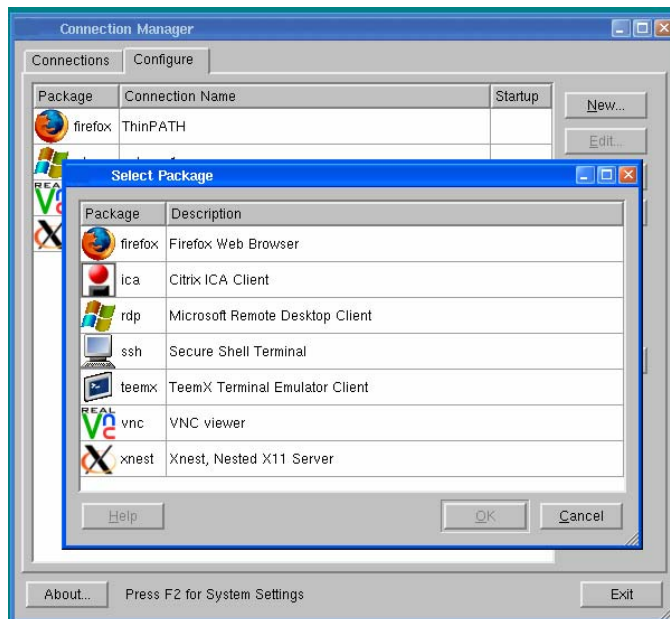 Connection Manager
Connections Configure
Package Connection Name Startup
New...
firefox ThinPATH
Edit...
Select Package
Package Description
firefox Firefox Web Browser
ica Citrix ICA Client
rdp Microsoft Remote Desktop Client
ssh Secure Shell Terminal
teemx TeemX Terminal Emulator Client
REAL VNC vnc VNC viewer
xnest Xnest, Nested X11 Server
Help OK Cancel
About... Press F2 for System Settings Exit